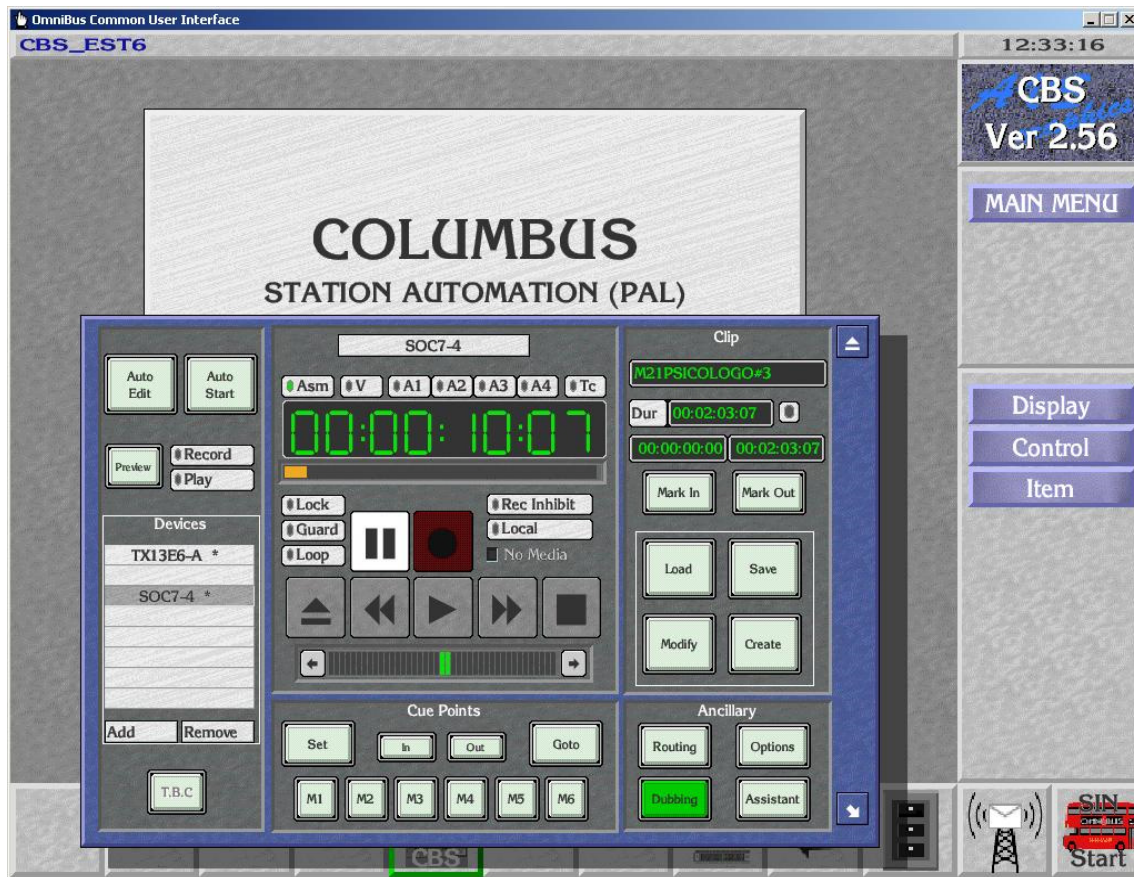 OmniBus Common User Interface
CBS_EST6
12:33:16
CBS
Ver 2.56
MAIN MENU
COLUMBUS
STATION AUTOMATION (PAL)
Display
Control
Item
Auto Edit
Auto Start
Preview
Record
Play
Devices
TX13E6-A *
SOC7-4 *
Add
Remove
T.B.C
SOC7-4
Asm V A1 A2 A3 A4 Tc
00:00:10:07
Lock
Guard
Loop
Rec Inhibit
Local
No Media
Cue Points
Set
In
Out
Goto
M1 M2 M3 M4 M5 M6
Clip
M21PSICOLOGO#3
Dur 00:02:03:07
00:00:00:00 00:02:03:07
Mark In
Mark Out
Load
Save
Modify
Create
Ancillary
Routing
Options
Dubbing
Assistant
CBS
SIN
OMNIBUS
Start